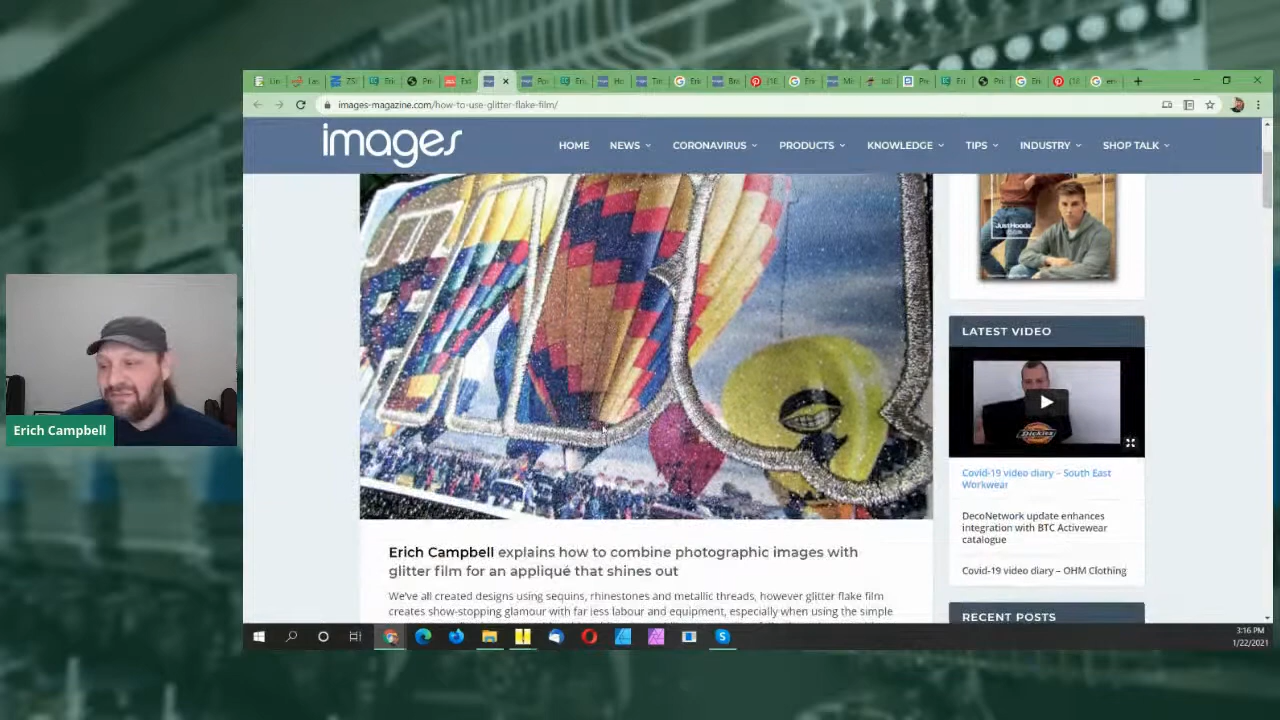 images-magazine.com/how-to-use-glitter-flake-film/
images
HOME NEWS CORONAVIRUS PRODUCTS KNOWLEDGE TIPS INDUSTRY SHOP TALK
LATEST VIDEO
Dickies
Covid-19 video diary – South East
Workwear
DecoNetwork update enhances
integration with BTC Activewear
catalogue
Covid-19 video diary – OHM Clothing
RECENT POSTS
Erich Campbell explains how to combine photographic images with
glitter film for an appliqué that shines out
We've all created designs using sequins, rhinestones and metallic threads, however glitter flake film
creates show-stopping glamour with far less labour and equipment, especially when using the simple
Erich Campbell
3:16 PM
1/22/2021